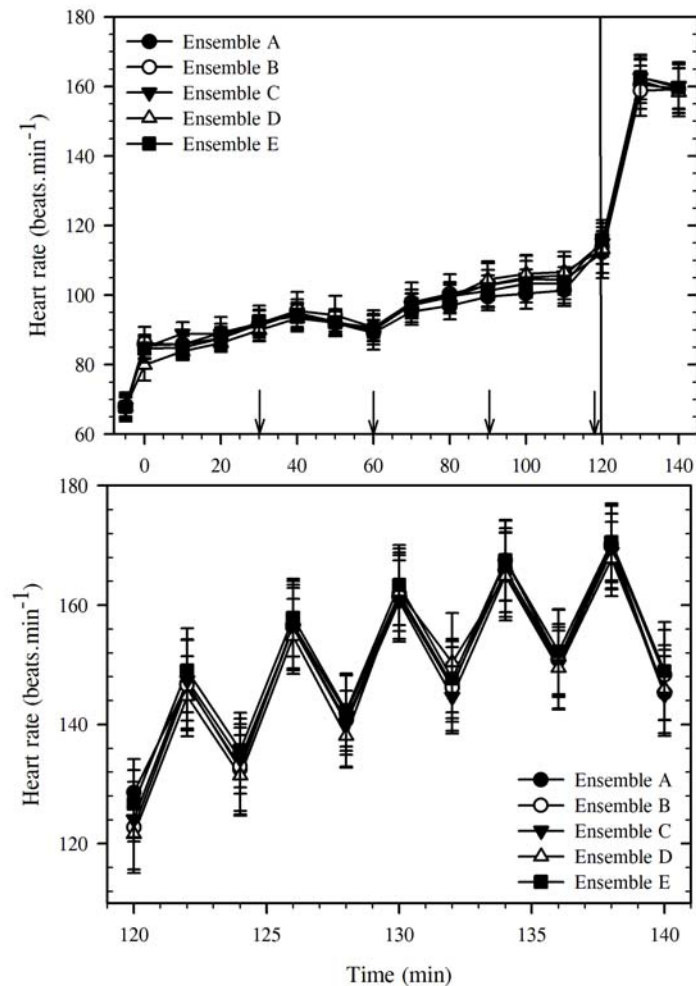 180
160
140
120
100
80
60
Heart rate (beats.min⁻¹)
Ensemble A
Ensemble B
Ensemble C
Ensemble D
Ensemble E
0 20 40 60 80 100 120 140
180
160
140
120
Heart rate (beats.min⁻¹)
Ensemble A
Ensemble B
Ensemble C
Ensemble D
Ensemble E
120 125 130 135 140
Time (min)